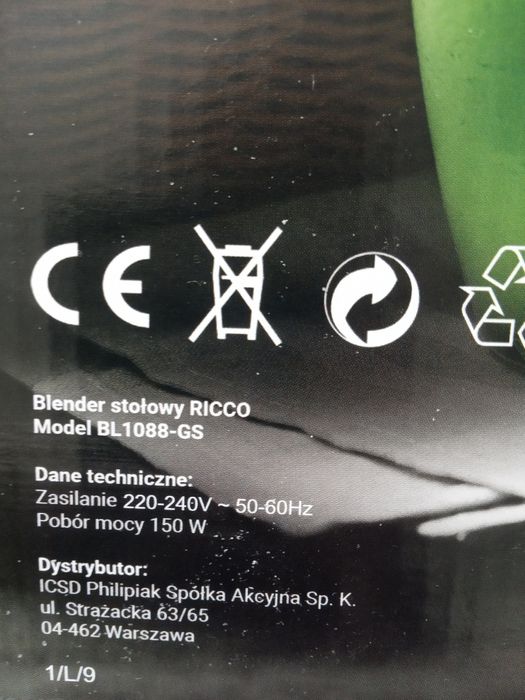 CE
Blender stołowy RICCO
Model BL1088-GS
Dane techniczne:
Zasilanie 220-240V ~ 50-60Hz
Pobór mocy 150 W
Dystrybutor:
ICSD Philipiak Spółka Akcyjna Sp. K.
ul. Strażacka 63/65
04-462 Warszawa
1/L/9